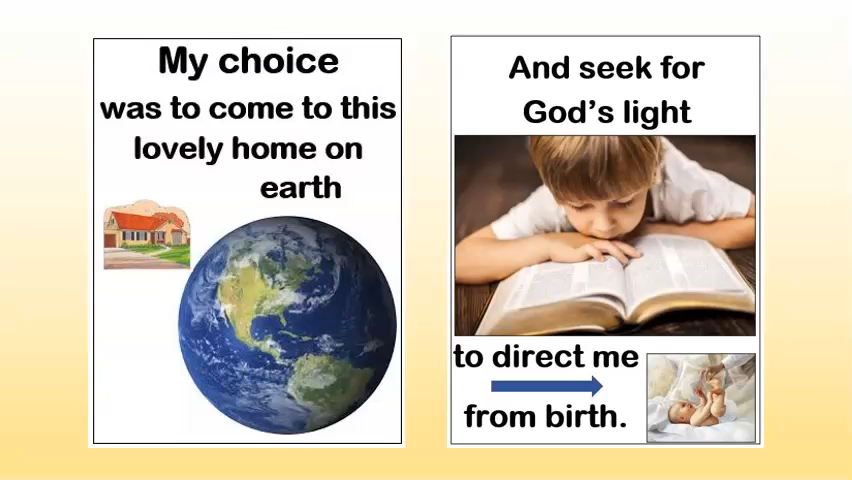 My choice
was to come to this
lovely home on
earth
And seek for
God's light
to direct me
from birth.